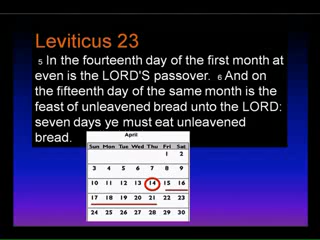 Leviticus 23
5 In the fourteenth day of the first month at
even is the LORD'S passover. 6 And on
the fifteenth day of the same month is the
feast of unleavened bread unto the LORD:
seven days ye must eat unleavened
bread.
April
Sun Mon Tue Wed Thu Fri Sat
1 2
3 4 5 6 7 8 9
10 11 12 13 14 15 16
17 18 19 20 21 22 23
24 25 26 27 28 29 30